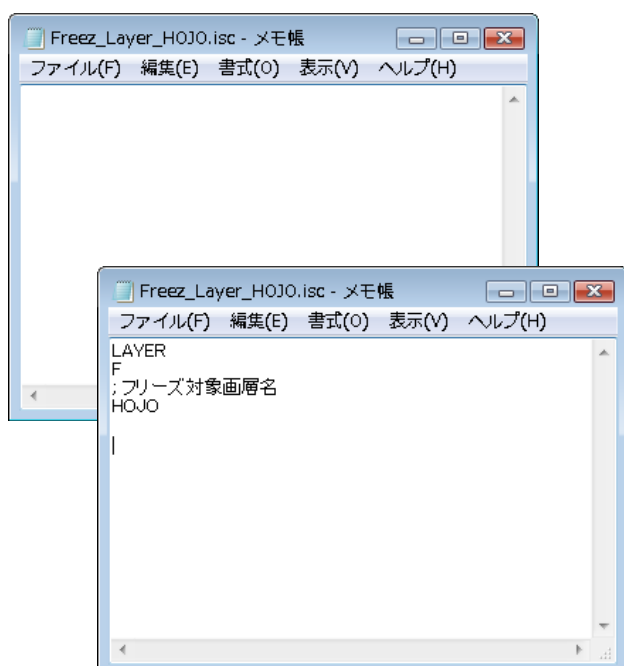 Freez_Layer_HOJO.isc - メモ帳
ファイル(F) 編集(E) 書式(O) 表示(V) ヘルプ(H)
Freez_Layer_HOJO.isc - メモ帳
ファイル(F) 編集(E) 書式(O) 表示(V) ヘルプ(H)
LAYER
F
;フリーズ対象画層名
HOJO